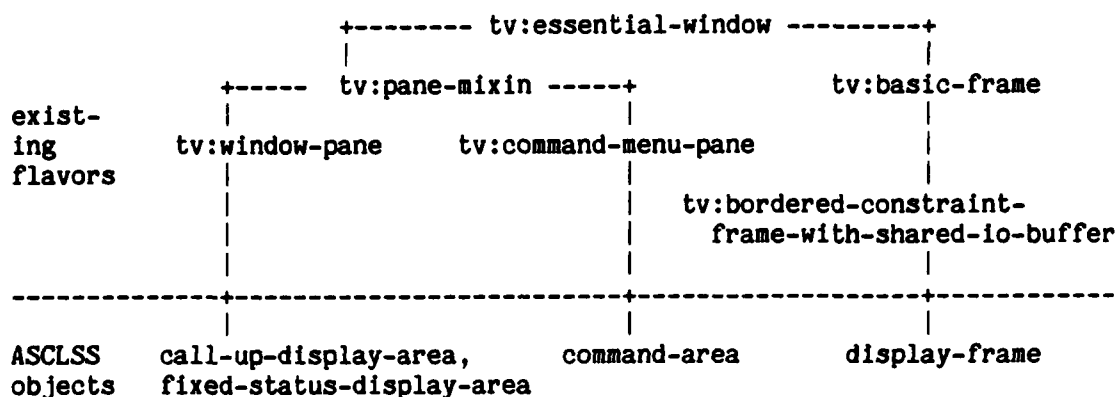 +-------- tv:essential-window ---------+
+----- tv:pane-mixin -----+ tv:basic-frame
exist-
ing tv:window-pane tv:command-menu-pane
flavors
tv:bordered-constraint-
frame-with-shared-io-buffer
ASCLSS call-up-display-area, command-area display-frame
objects fixed-status-display-area